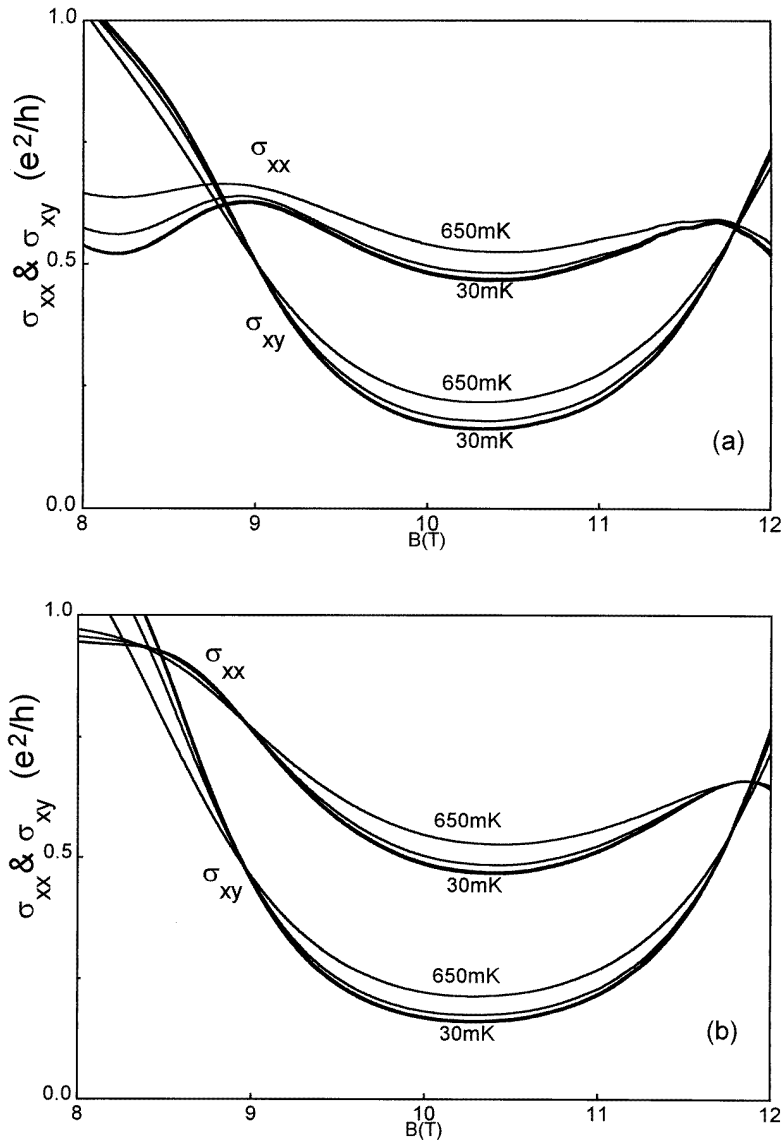 1.0
0.5
0.0
σxx & σxy (e²/h)
σxx
650mK
30mK
σxy
650mK
30mK
(a)
8
9
10
11
12
B(T)
1.0
0.5
0.0
σxx & σxy (e²/h)
σxx
650mK
30mK
σxy
650mK
30mK
(b)
8
9
10
11
12
B(T)